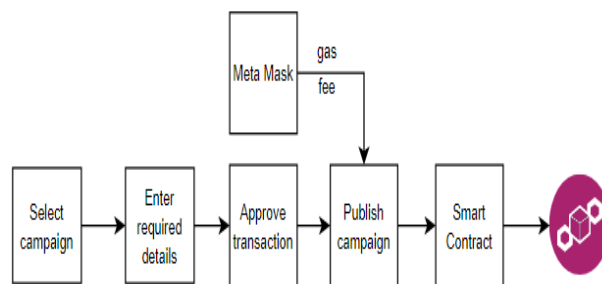 Meta Mask
gas
fee
Select
campaign
Enter
required
details
Approve
transaction
Publish
campaign
Smart
Contract